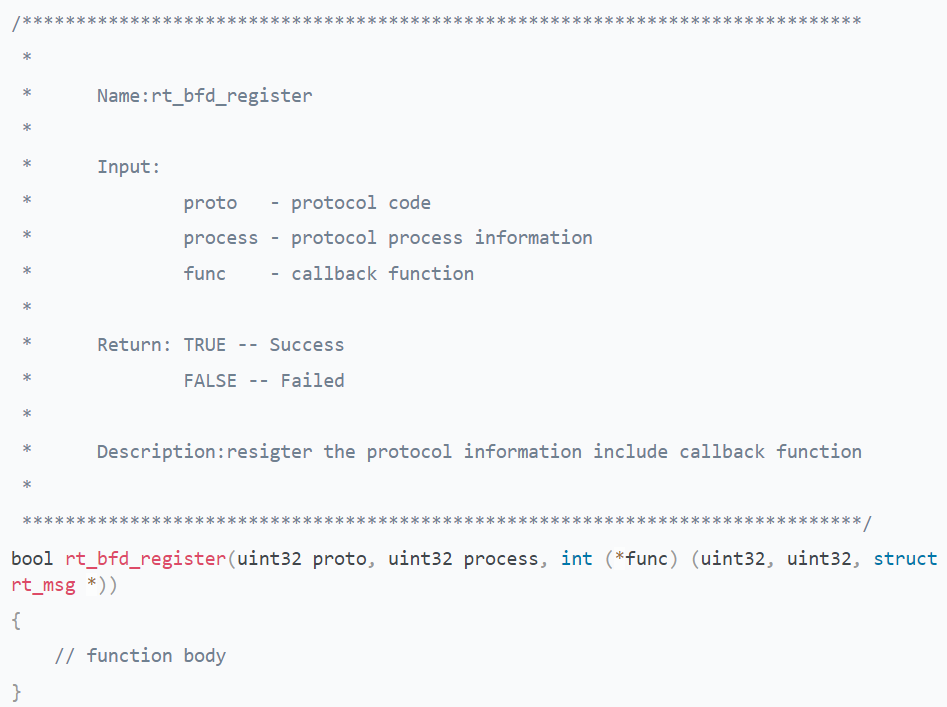 /******************************************************************************
 *
 *      Name:rt_bfd_register
 *
 *      Input:
 *              proto   - protocol code
 *              process - protocol process information
 *              func    - callback function
 *
 *      Return: TRUE -- Success
 *              FALSE -- Failed
 *
 *      Description:resigter the protocol information include callback function
 *
 ******************************************************************************/
bool rt_bfd_register(uint32 proto, uint32 process, int (*func) (uint32, uint32, struct
rt_msg *))
{
    // function body
}